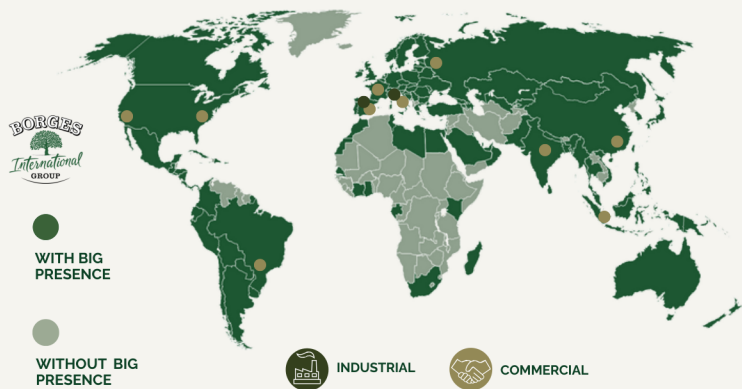 BORGES
International
GROUP
WITH BIG
PRESENCE
WITHOUT BIG
PRESENCE
INDUSTRIAL
COMMERCIAL